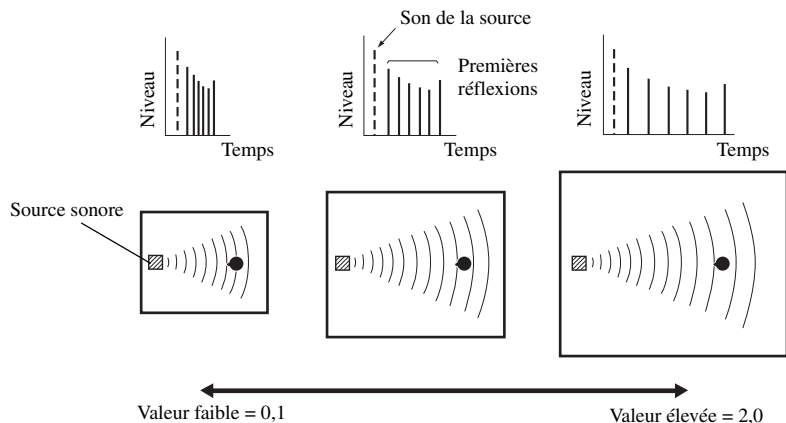 Son de la source
Niveau
Temps
Niveau
Premières
réflexions
Temps
Niveau
Temps
Source sonore
Valeur faible = 0,1
Valeur élevée = 2,0